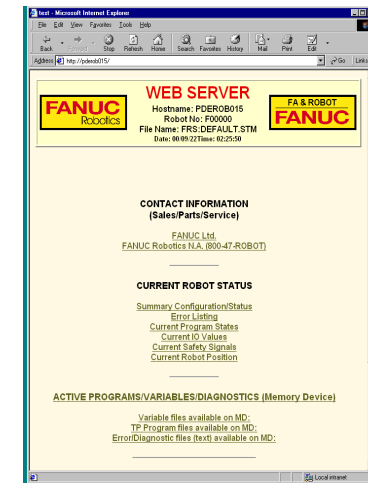 test - Microsoft Internet Explorer
File Edit View Favorites Tools Help
Back Forward Stop Refresh Home Search Favorites History Mail Print Edit
Address http://pderob015/ Go Links
FANUC
Robotics
WEB SERVER
Hostname: PDEROB015
Robot No: F00000
File Name: FRS:DEFAULT.STM
Date: 00/09/22Time: 02:25:50
FA & ROBOT
FANUC
CONTACT INFORMATION
(Sales/Parts/Service)
FANUC Ltd.
FANUC Robotics N.A. (800-47-ROBOT)
CURRENT ROBOT STATUS
Summary Configuration/Status
Error Listing
Current Program States
Current IO Values
Current Safety Signals
Current Robot Position
ACTIVE PROGRAMS/VARIABLES/DIAGNOSTICS (Memory Device)
Variable files available on MD:
TP Program files available on MD:
Error/Diagnostic files (text) available on MD:
Local intranet